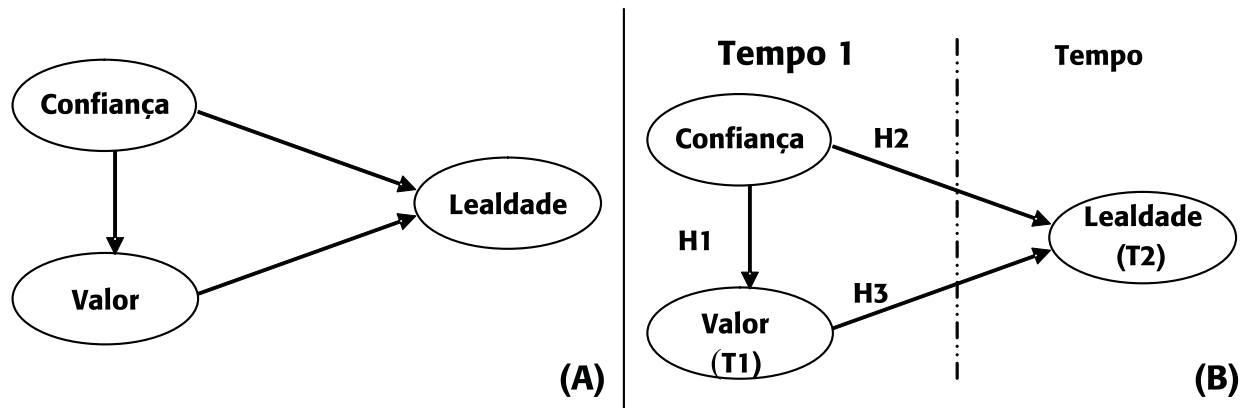 Confiança
Lealdade
Valor
(A)
Tempo 1
Tempo
Confiança
H2
Lealdade
(T2)
H1
H3
Valor
(T1)
(B)